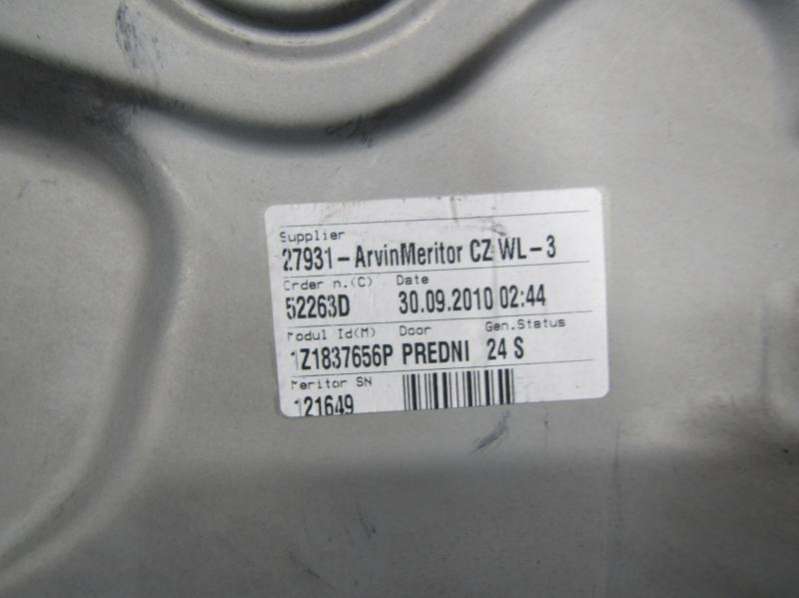 Supplier
27931-ArvinMeritor CZ WL-3
Order n.(C) Date
52263D 30.09.2010 02:44
Modul Id(M) Door Gen.Status
1Z1837656P PREDNI 24 S
Meritor SN
121649